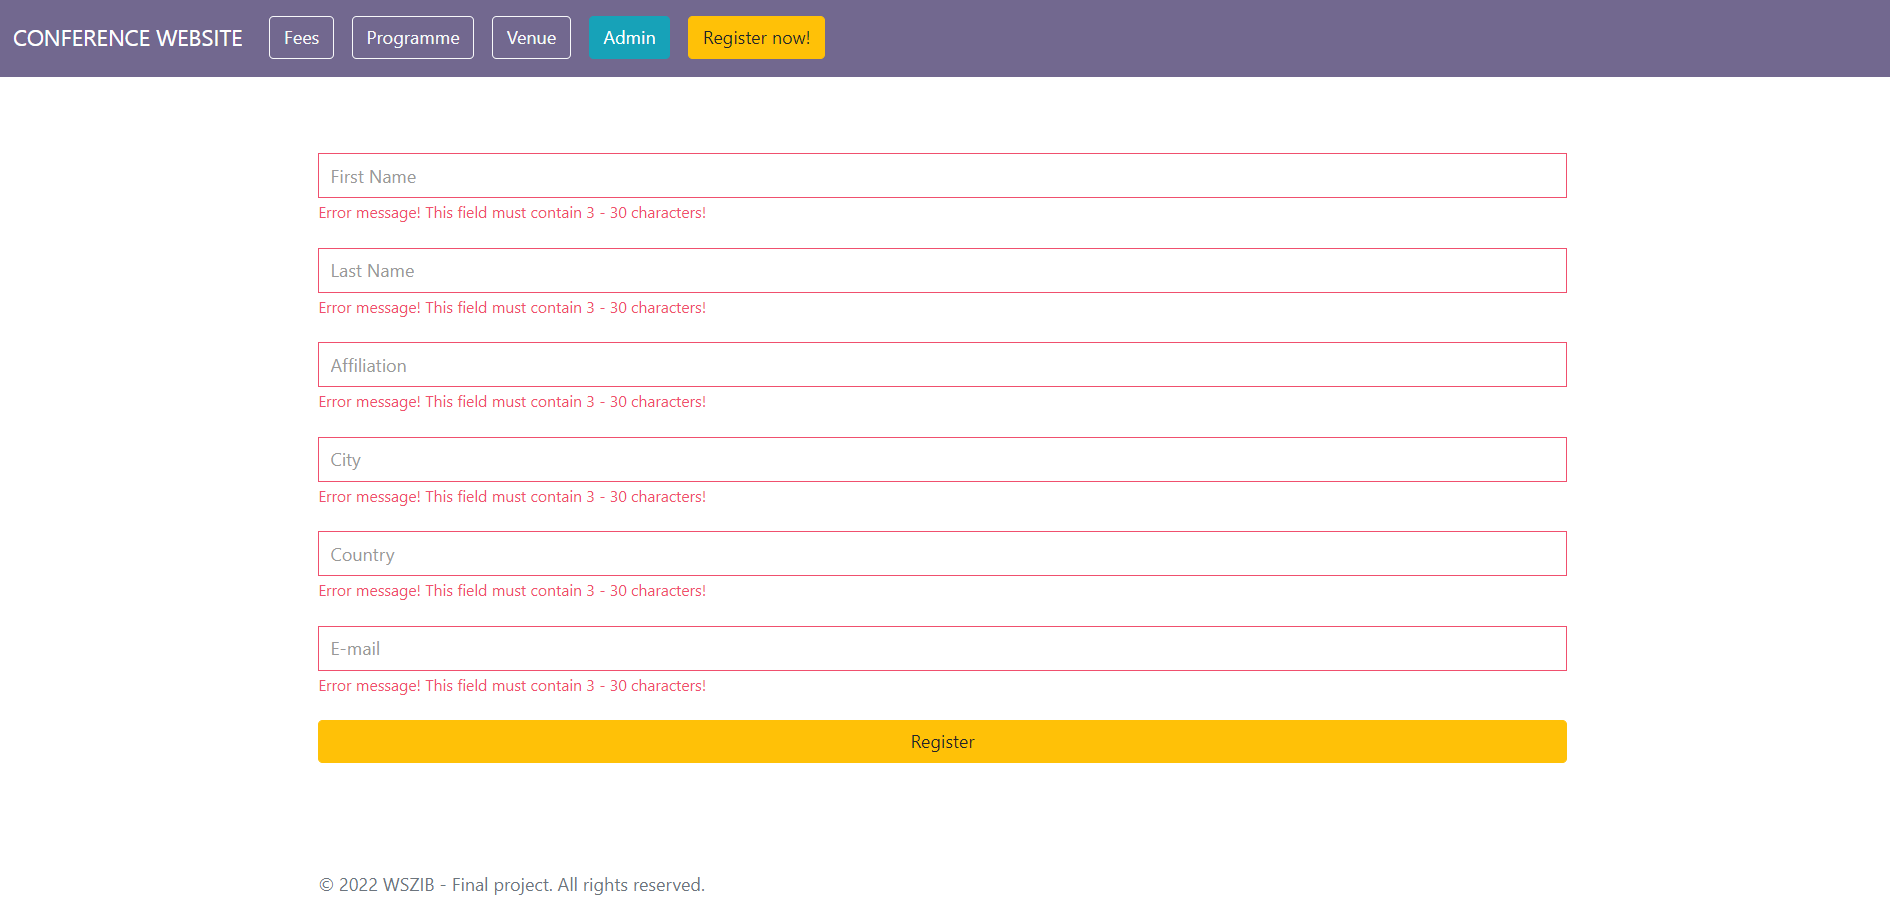 CONFERENCE WEBSITE Fees Programme Venue Admin Register now!
First Name
Error message! This field must contain 3 - 30 characters!
Last Name
Error message! This field must contain 3 - 30 characters!
Affiliation
Error message! This field must contain 3 - 30 characters!
City
Error message! This field must contain 3 - 30 characters!
Country
Error message! This field must contain 3 - 30 characters!
E-mail
Error message! This field must contain 3 - 30 characters!
Register
© 2022 WSZIB - Final project. All rights reserved.